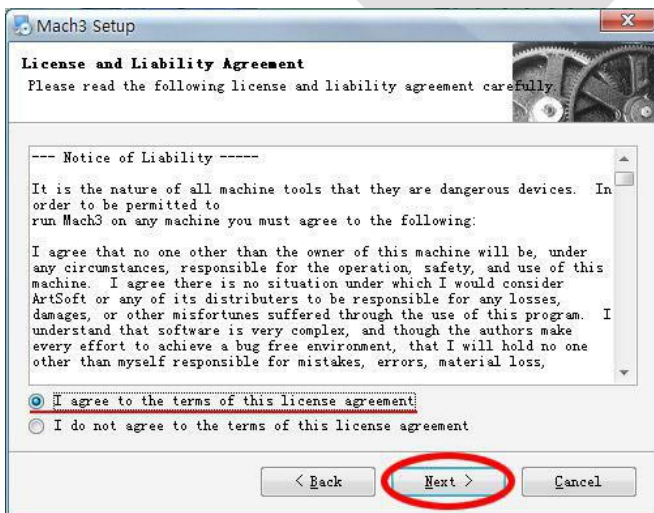 Mach3 Setup
License and Liability Agreement
Please read the following license and liability agreement carefully.
--- Notice of Liability -----
It is the nature of all machine tools that they are dangerous devices.  In
order to be permitted to
run Mach3 on any machine you must agree to the following:
I agree that no one other than the owner of this machine will be, under
any circumstances, responsible for the operation, safety, and use of this
machine.  I agree there is no situation under which I would consider
ArtSoft or any of its distributers to be responsible for any losses,
damages, or other misfortunes suffered through the use of this program.  I
understand that software is very complex, and though the authors make
every effort to achieve a bug free environment, that I will hold no one
other than myself responsible for mistakes, errors, material loss,
I agree to the terms of this license agreement
I do not agree to the terms of this license agreement
< Back
Next >
Cancel